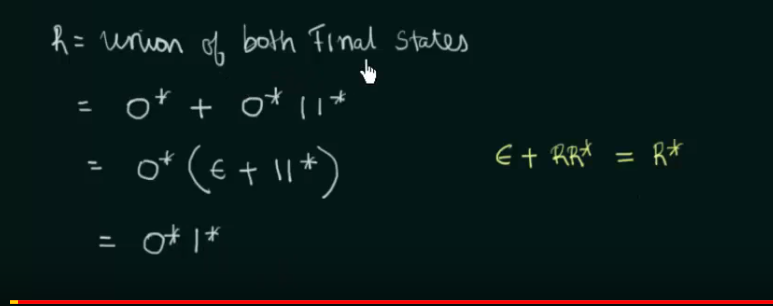 R = Union of both Final States
= 0* + 0*11*
= 0*(ϵ + 11*)
ϵ + RR* = R*
= 0*1*